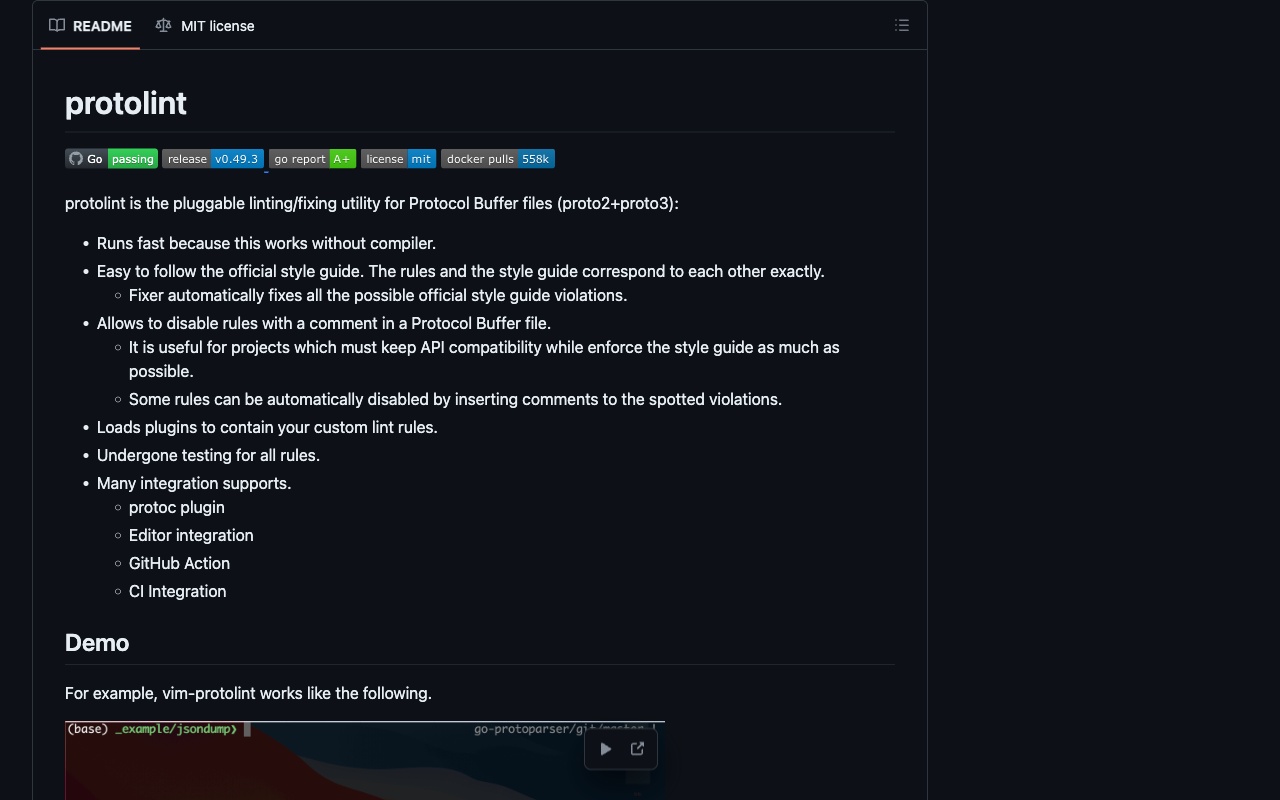 README MIT license
protolint
Go passing release v0.49.3 go report A+ license mit docker pulls 558k
protolint is the pluggable linting/fixing utility for Protocol Buffer files (proto2+proto3):
• Runs fast because this works without compiler.
• Easy to follow the official style guide. The rules and the style guide correspond to each other exactly.
◦ Fixer automatically fixes all the possible official style guide violations.
• Allows to disable rules with a comment in a Protocol Buffer file.
◦ It is useful for projects which must keep API compatibility while enforce the style guide as much as
possible.
◦ Some rules can be automatically disabled by inserting comments to the spotted violations.
• Loads plugins to contain your custom lint rules.
• Undergone testing for all rules.
• Many integration supports.
◦ protoc plugin
◦ Editor integration
◦ GitHub Action
◦ CI Integration
Demo
For example, vim-protolint works like the following.
(base) _example/jsondump❯ go-protoparser/git/master